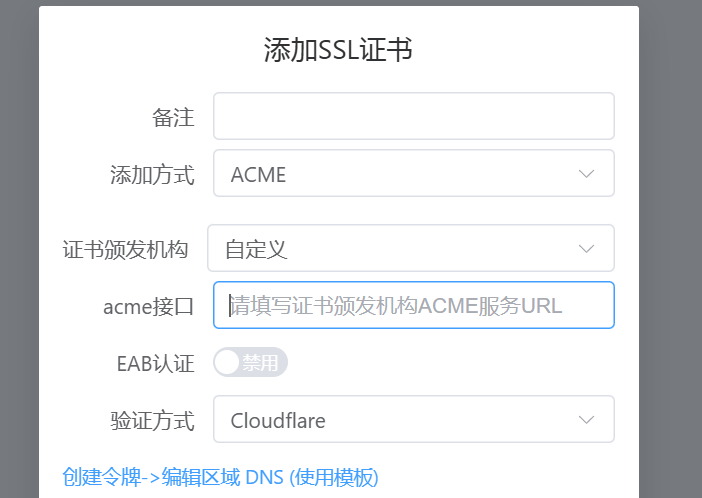 添加SSL证书
备注
添加方式 ACME
证书颁发机构 自定义
acme接口 请填写证书颁发机构ACME服务URL
EAB认证 禁用
验证方式 Cloudflare
创建令牌->编辑区域 DNS (使用模板)